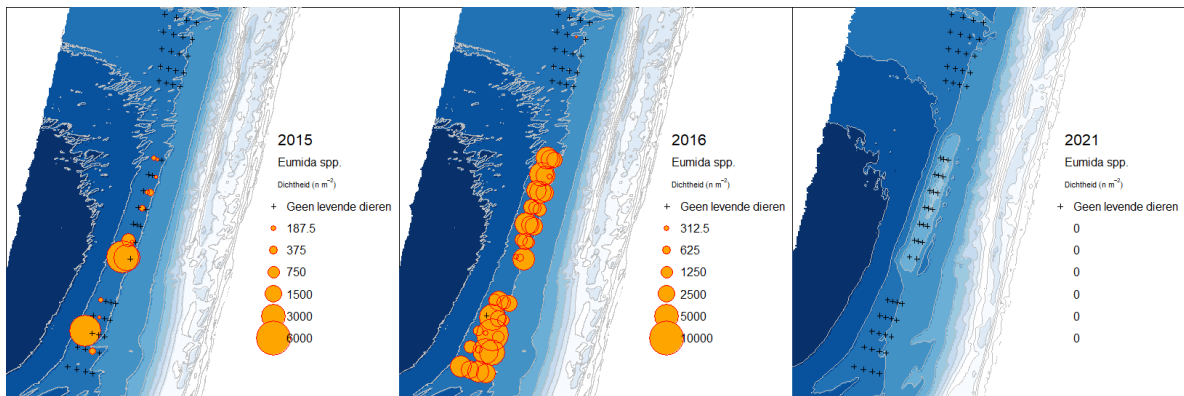 2015
Eumida spp.
Dichtheid (n m⁻²)
+ Geen levende dieren
187.5
375
750
1500
3000
6000
2016
Eumida spp.
Dichtheid (n m⁻²)
+ Geen levende dieren
312.5
625
1250
2500
5000
10000
2021
Eumida spp.
Dichtheid (n m⁻²)
+ Geen levende dieren
0
0
0
0
0
0